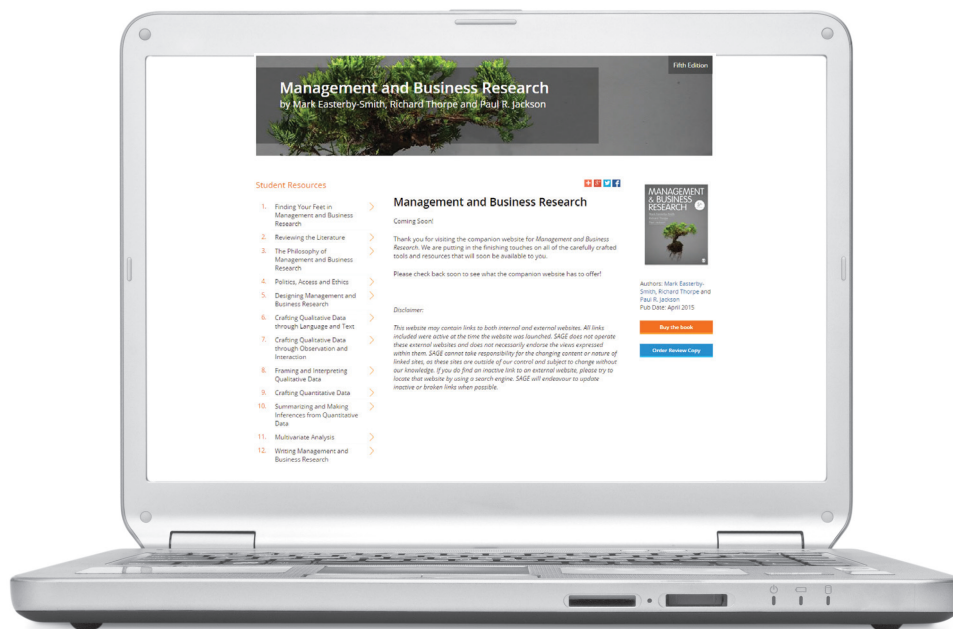 Fifth Edition
Management and Business Research
by Mark Easterby-Smith, Richard Thorpe and Paul R. Jackson
Student Resources
1. Finding Your Feet in
Management and Business
Research
2. Reviewing the Literature
3. The Philosophy of
Management and Business
Research
4. Politics, Access and Ethics
5. Designing Management and
Business Research
6. Crafting Qualitative Data
through Language and Text
7. Crafting Qualitative Data
through Observation and
Interaction
8. Framing and Interpreting
Qualitative Data
9. Crafting Quantitative Data
10. Summarizing and Making
Inferences from Quantitative
Data
11. Multivariate Analysis
12. Writing Management and
Business Research
Management and Business Research
Coming Soon!
Thank you for visiting the companion website for Management and Business
Research. We are putting in the finishing touches on all of the carefully crafted
tools and resources that will soon be available to you.
Please check back soon to see what the companion website has to offer!
Disclaimer:
This website may contain links to both internal and external websites. All links
included were active at the time the website was launched. SAGE does not operate
these external websites and does not necessarily endorse the views expressed
within them. SAGE cannot take responsibility for the changing content or nature of
linked sites, as these sites are outside of our control and subject to change without
our knowledge. If you do find an inactive link to an external website, please try to
locate that website by using a search engine. SAGE will endeavour to update
inactive or broken links when possible.
MANAGEMENT
& BUSINESS
RESEARCH
Authors: Mark Easterby-
Smith, Richard Thorpe and
Paul R. Jackson
Pub Date: April 2015
Buy the book
Order Review Copy